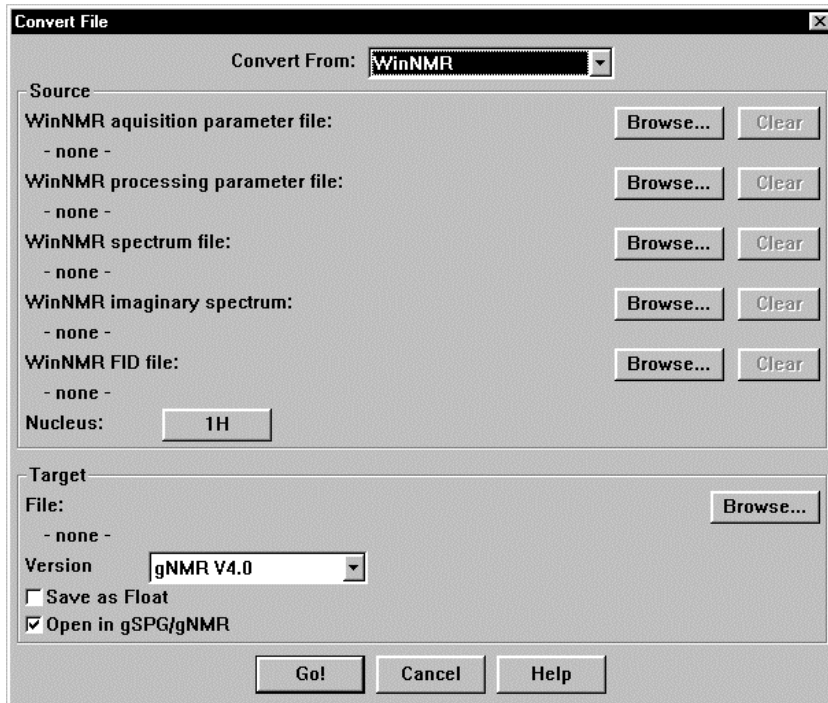 Convert File
Convert From: WinNMR
Source
WinNMR aquisition parameter file: Browse... Clear
- none -
WinNMR processing parameter file: Browse... Clear
- none -
WinNMR spectrum file: Browse... Clear
- none -
WinNMR imaginary spectrum: Browse... Clear
- none -
WinNMR FID file: Browse... Clear
- none -
Nucleus: 1H
Target
File: Browse...
- none -
Version gNMR V4.0
Save as Float
Open in gSPG/gNMR
Go! Cancel Help